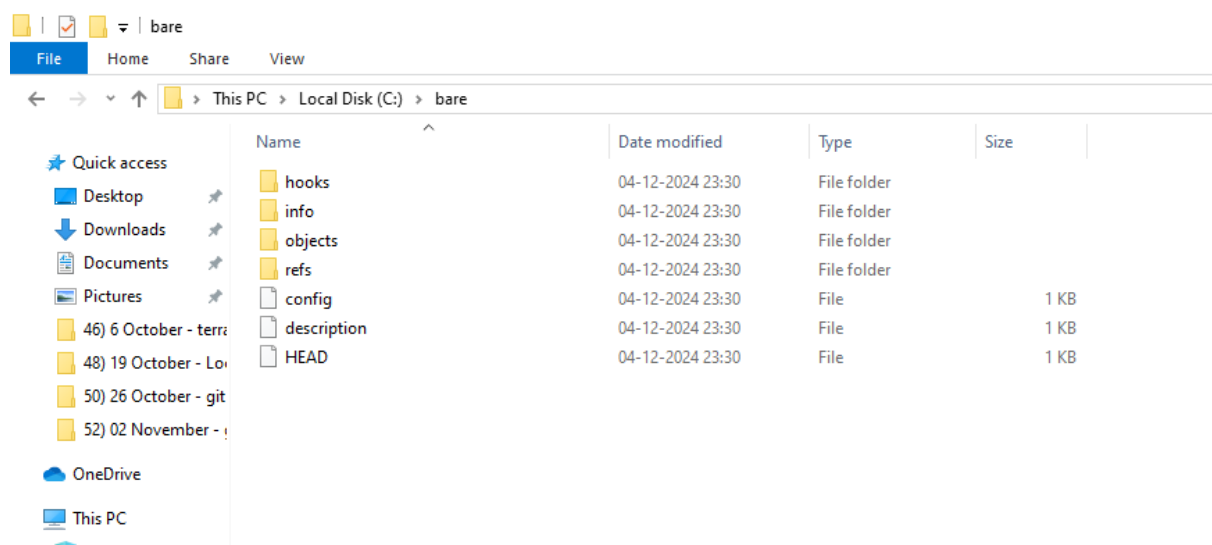 bare
File Home Share View
This PC > Local Disk (C:) > bare
Name Date modified Type Size
Quick access
Desktop
Downloads
Documents
Pictures
46) 6 October - terra
48) 19 October - Lo
50) 26 October - git
52) 02 November -
OneDrive
This PC
hooks 04-12-2024 23:30 File folder
info 04-12-2024 23:30 File folder
objects 04-12-2024 23:30 File folder
refs 04-12-2024 23:30 File folder
config 04-12-2024 23:30 File 1 KB
description 04-12-2024 23:30 File 1 KB
HEAD 04-12-2024 23:30 File 1 KB